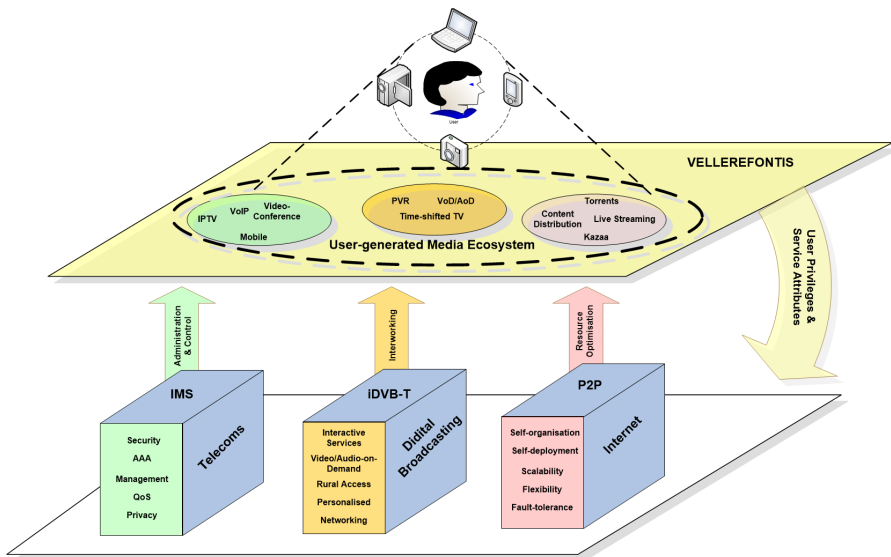 User
VELLEREFONTIS
IPTV
VoIP
Video-
Conference
Mobile
PVR
VoD/AoD
Time-shifted TV
Torrents
Content
Distribution
Live Streaming
Kazaa
User-generated Media Ecosystem
User Privileges &
Service Attributes
Administration
& Control
Interworking
Resource
Optimisation
IMS
Telecoms
Security
AAA
Management
QoS
Privacy
iDVB-T
Didital
Broadcasting
Interactive
Services
Video/Audio-on-
Demand
Rural Access
Personalised
Networking
P2P
Internet
Self-organisation
Self-deployment
Scalability
Flexibility
Fault-tolerance